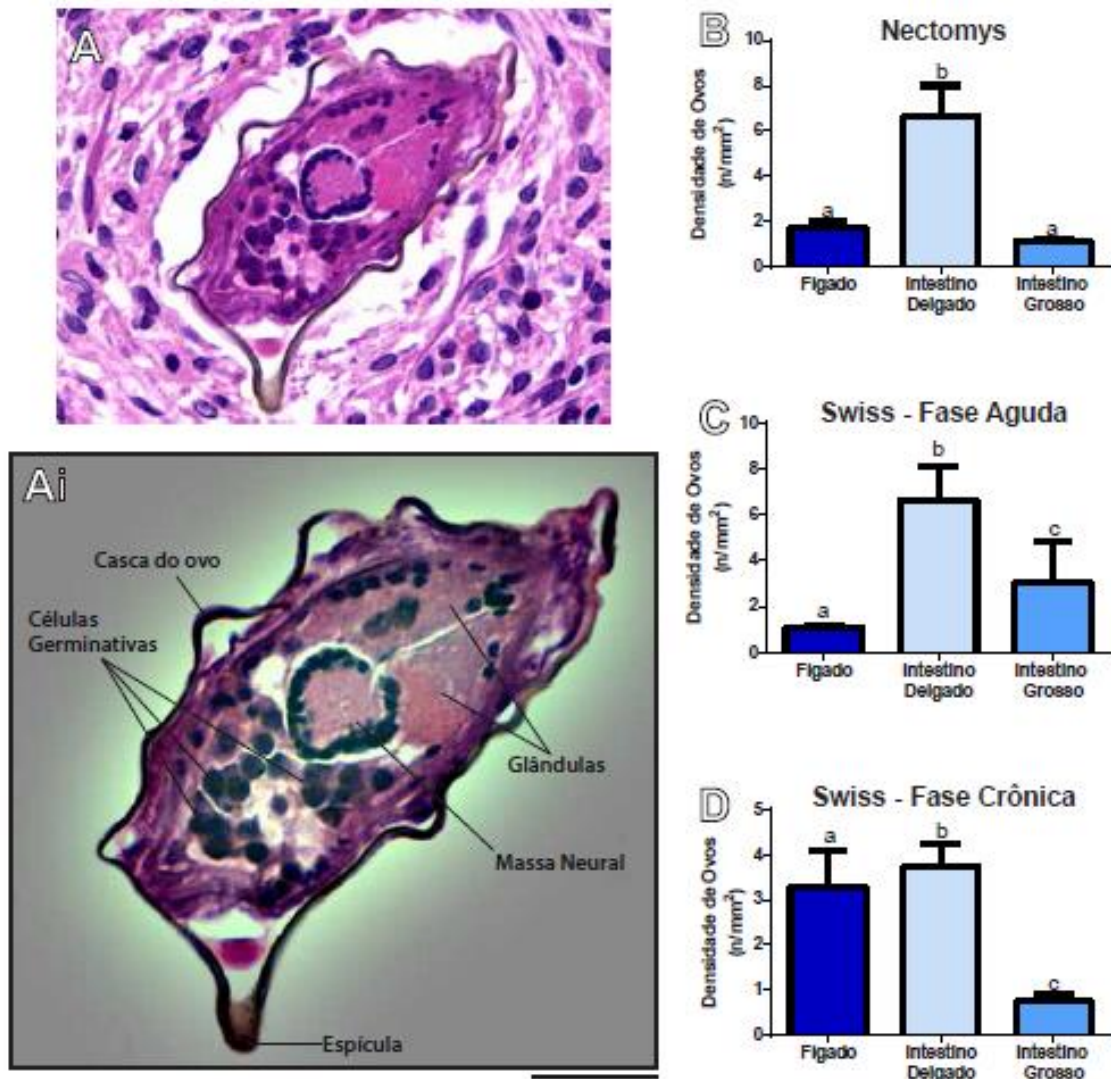 A
Ai
Casca do ovo
Células
Germinativas
Glândulas
Massa Neural
Espícula
B
Nectomys
Densidade de Ovos
(n/mm²)
10
8
6
4
2
0
a
b
a
Fígado
Intestino
Delgado
Intestino
Grosso
C
Swiss - Fase Aguda
Densidade de Ovos
(n/mm²)
10
8
6
4
2
0
a
b
c
Fígado
Intestino
Delgado
Intestino
Grosso
D
Swiss - Fase Crônica
Densidade de Ovos
(n/mm²)
5
4
3
2
1
0
a
b
c
Fígado
Intestino
Delgado
Intestino
Grosso